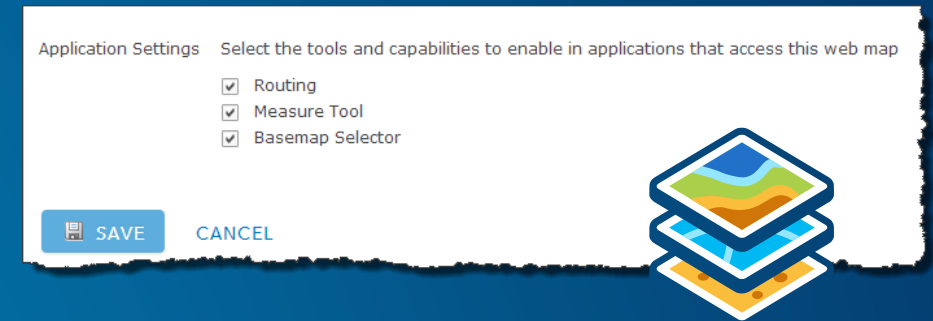 Application Settings Select the tools and capabilities to enable in applications that access this web map
Routing
Measure Tool
Basemap Selector
SAVE CANCEL